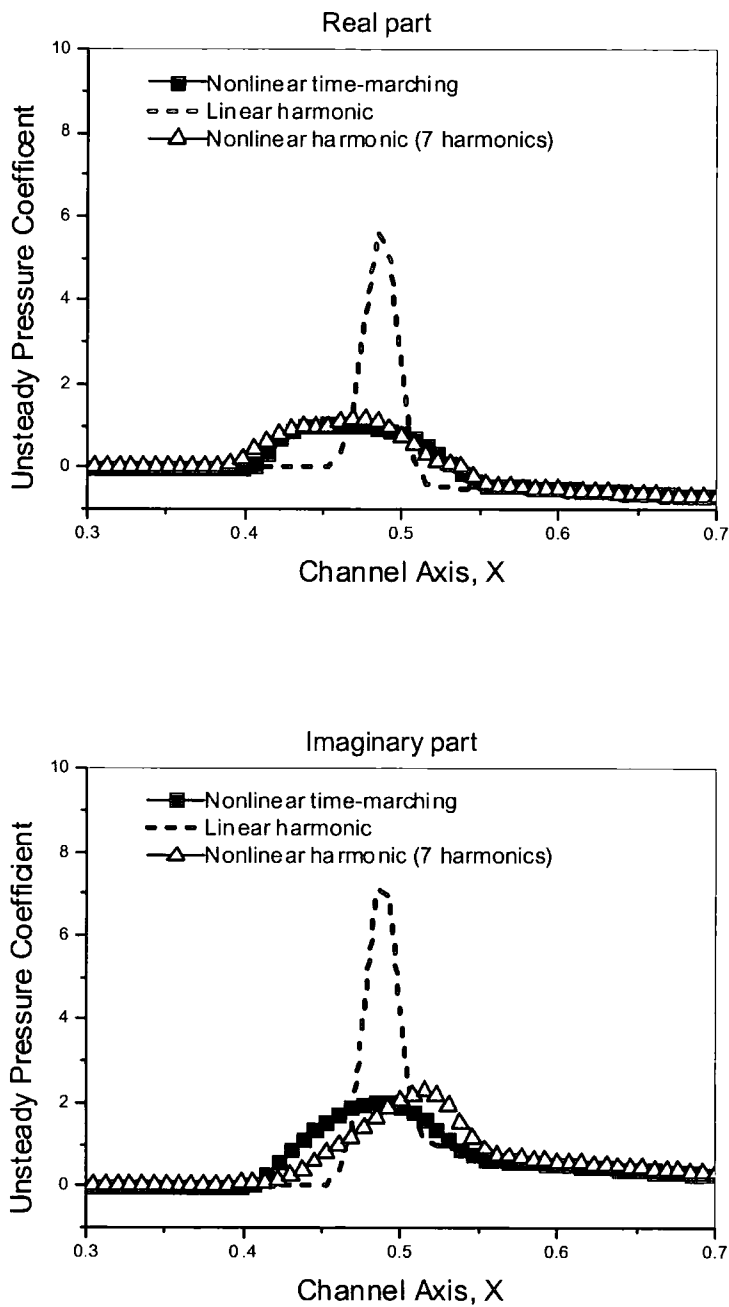 Real part
10
8
6
4
2
0
Unsteady Pressure Coefficent
Nonlinear time-marching
Linear harmonic
Nonlinear harmonic (7 harmonics)
0.3 0.4 0.5 0.6 0.7
Channel Axis, X
Imaginary part
10
8
6
4
2
0
Unsteady Pressure Coefficient
Nonlinear time-marching
Linear harmonic
Nonlinear harmonic (7 harmonics)
0.3 0.4 0.5 0.6 0.7
Channel Axis, X